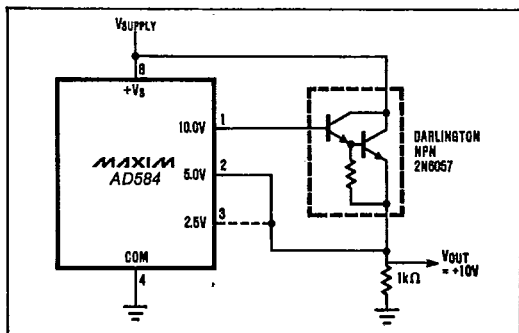 VSUPPLY
8
+VS
10.0V
1
MAXIM
AD584
5.0V
2
2.5V
3
COM
4
DARLINGTON
NPN
2N6057
VOUT
= +10V
1kΩ